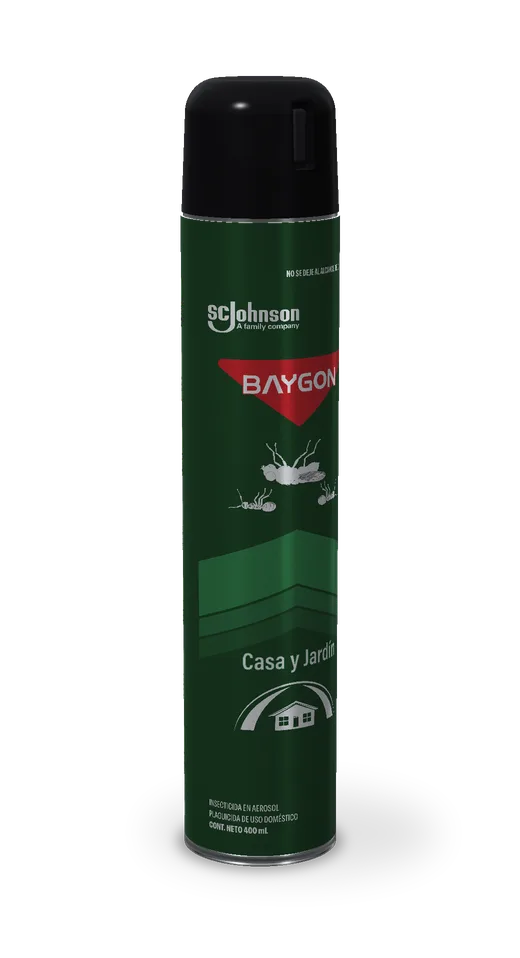 NO SE DEJE AL ALCANCE
SCJohnson
A family company
BAYGON
Casa y Jardín
INSECTICIDA EN AEROSOL
PLAGUICIDA DE USO DOMÉSTICO
CONT. NETO 400 mL